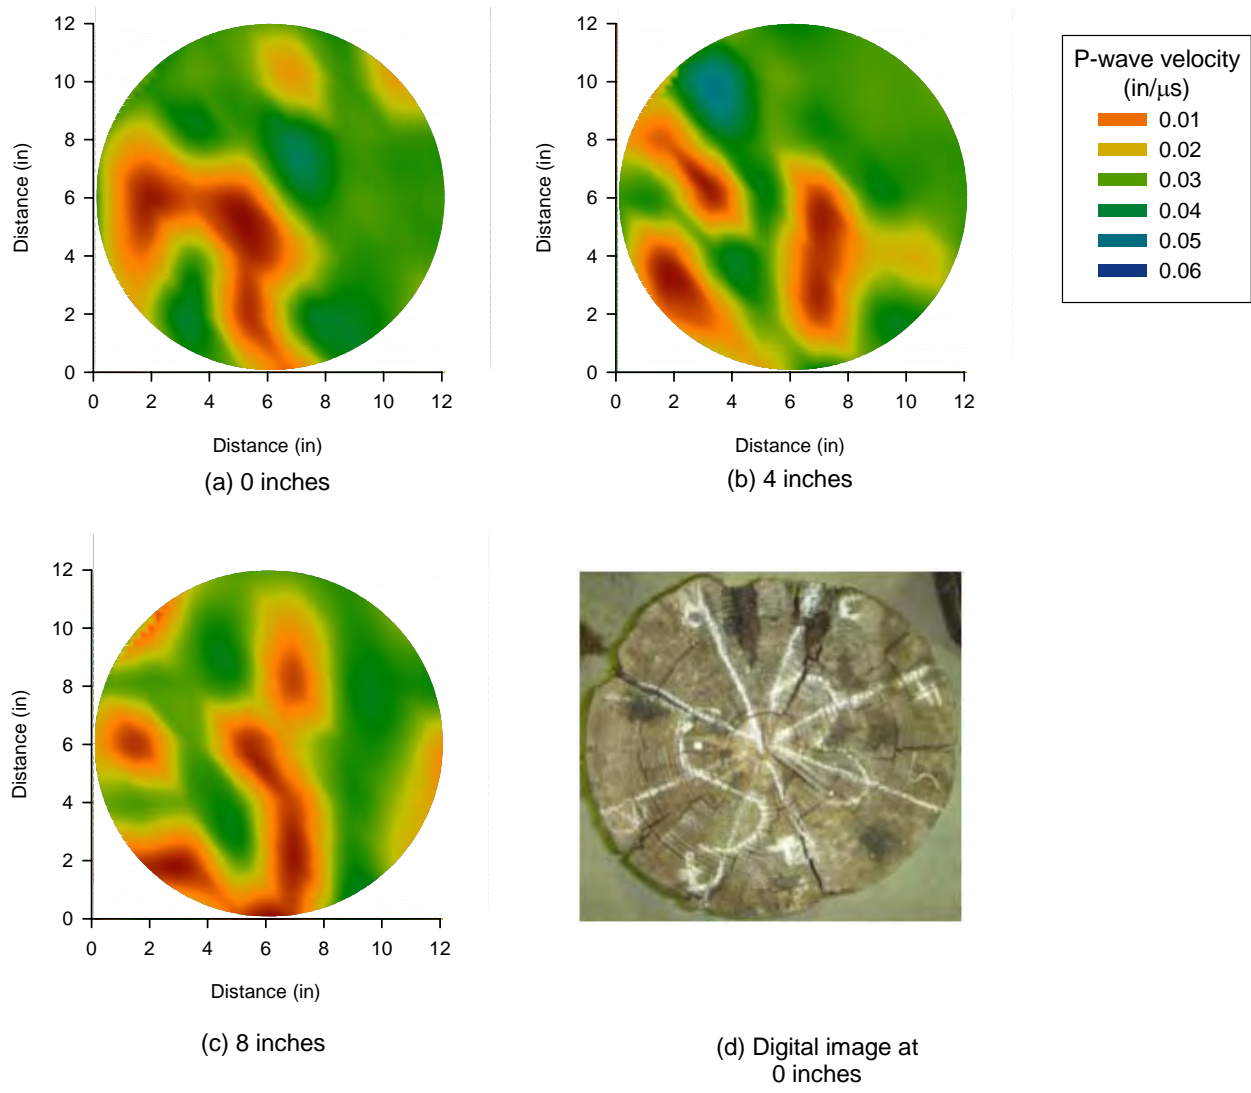 12
10
8
6
4
2
0
Distance (in)
0 2 4 6 8 10 12
Distance (in)
(a) 0 inches
12
10
8
6
4
2
0
Distance (in)
0 2 4 6 8 10 12
Distance (in)
(b) 4 inches
P-wave velocity
(in/μs)
0.01
0.02
0.03
0.04
0.05
0.06
12
10
8
6
4
2
0
Distance (in)
0 2 4 6 8 10 12
Distance (in)
(c) 8 inches
(d) Digital image at
0 inches